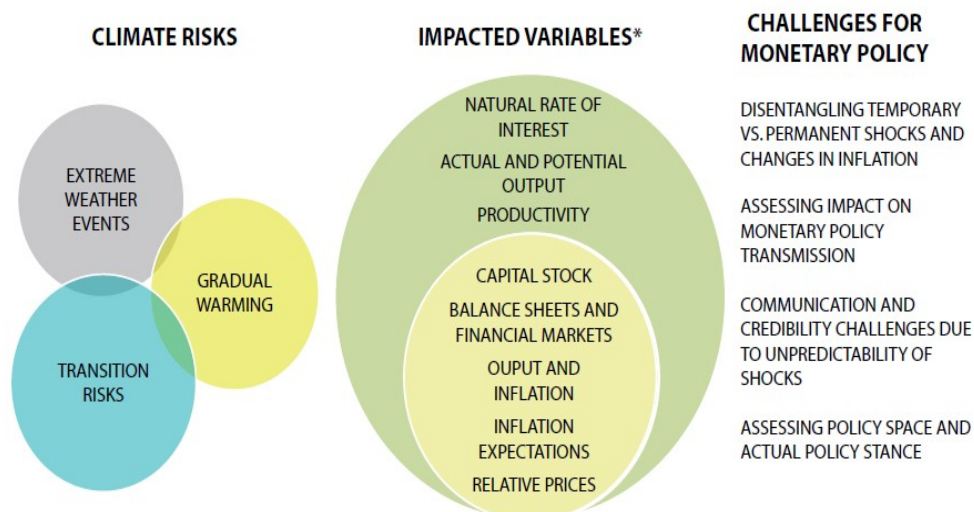 CLIMATE RISKS
EXTREME
WEATHER
EVENTS
GRADUAL
WARMING
TRANSITION
RISKS
IMPACTED VARIABLES*
NATURAL RATE OF
INTEREST
ACTUAL AND POTENTIAL
OUTPUT
PRODUCTIVITY
CAPITAL STOCK
BALANCE SHEETS AND
FINANCIAL MARKETS
OUPUT AND
INFLATION
INFLATION
EXPECTATIONS
RELATIVE PRICES
CHALLENGES FOR
MONETARY POLICY
DISENTANGLING TEMPORARY
VS. PERMANENT SHOCKS AND
CHANGES IN INFLATION
ASSESSING IMPACT ON
MONETARY POLICY
TRANSMISSION
COMMUNICATION AND
CREDIBILITY CHALLENGES DUE
TO UNPREDICTABILITY OF
SHOCKS
ASSESSING POLICY SPACE AND
ACTUAL POLICY STANCE